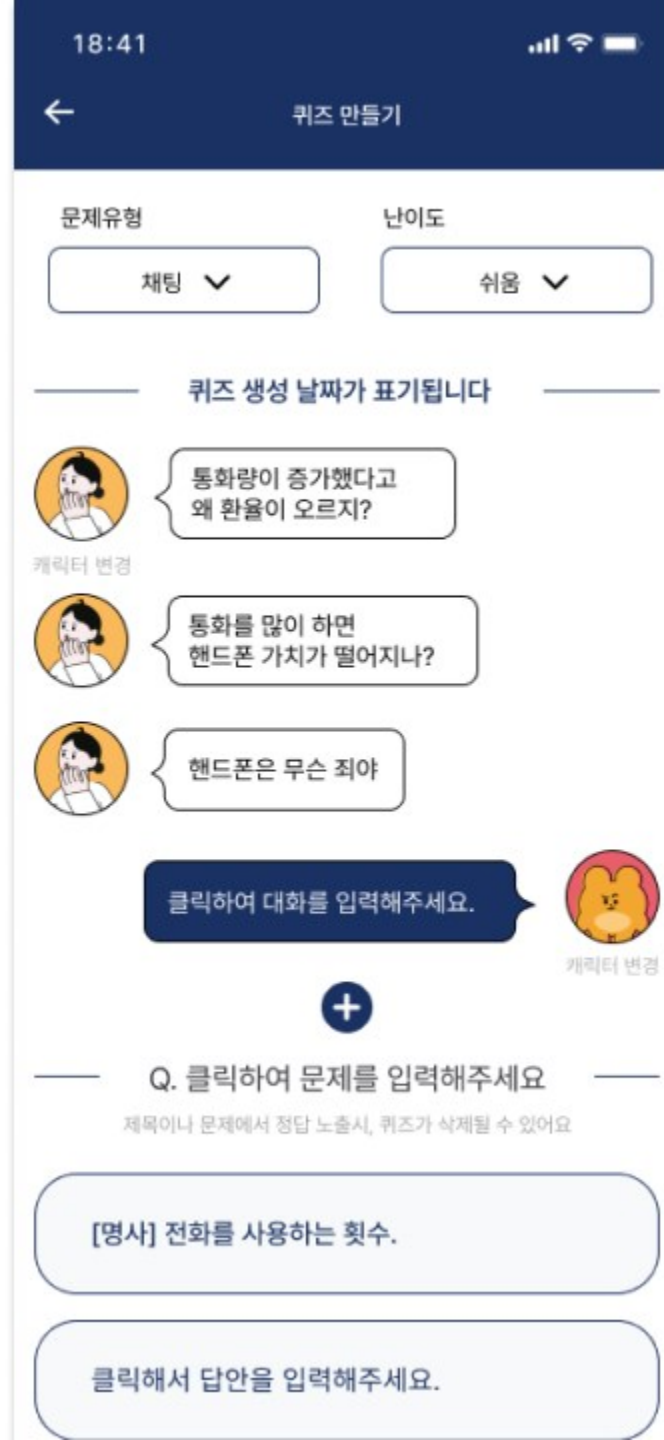 18:41
퀴즈 만들기
문제유형
난이도
채팅
쉬움
퀴즈 생성 날짜가 표기됩니다
통화량이 증가했다고
왜 환율이 오르지?
캐릭터 변경
통화를 많이 하면
핸드폰 가치가 떨어지나?
핸드폰은 무슨 죄야
클릭하여 대화를 입력해주세요.
캐릭터 변경
Q. 클릭하여 문제를 입력해주세요
제목이나 문제에서 정답 노출시, 퀴즈가 삭제될 수 있어요
[명사] 전화를 사용하는 횟수.
클릭해서 답안을 입력해주세요.